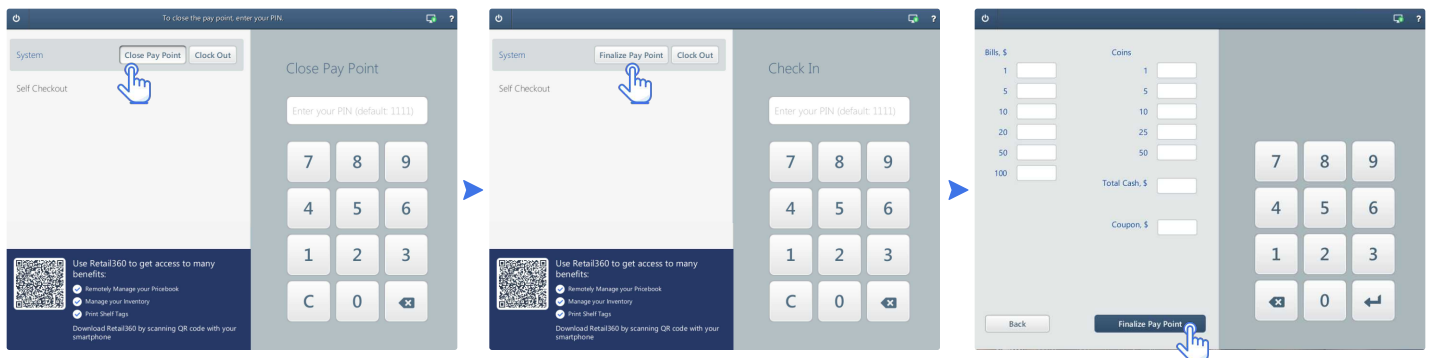 To close the pay point, enter your PIN.
?
System
Close Pay Point
Clock Out
Self Checkout
Close Pay Point
Enter your PIN (default: 1111)
7 8 9
4 5 6
1 2 3
C 0
Use Retail360 to get access to many
benefits:
Remotely Manage your Pricebook
Manage your Inventory
Print Shelf Tags
Download Retail360 by scanning QR code with your
smartphone
?
System
Finalize Pay Point
Clock Out
Self Checkout
Check In
Enter your PIN (default: 1111)
7 8 9
4 5 6
1 2 3
C 0
Use Retail360 to get access to many
benefits:
Remotely Manage your Pricebook
Manage your Inventory
Print Shelf Tags
Download Retail360 by scanning QR code with your
smartphone
?
Bills, $
1
5
10
20
50
100
Coins
1
5
10
25
50
Total Cash, $
Coupon, $
Back
Finalize Pay Point
7 8 9
4 5 6
1 2 3
0